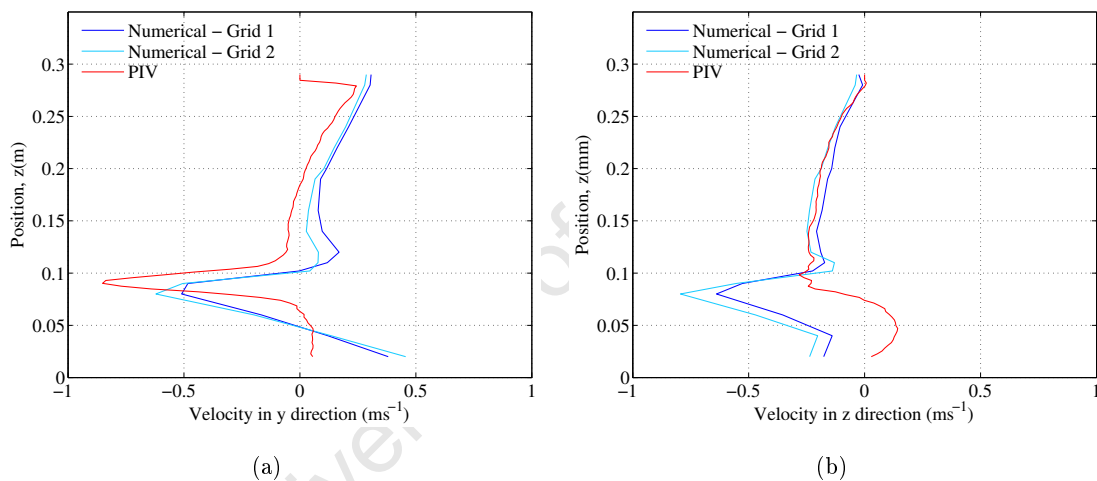 Numerical − Grid 1
Numerical − Grid 2
PIV
0.3
0.25
0.2
0.15
0.1
0.05
0
Position, z(m)
−1
−0.5
0
0.5
1
Velocity in y direction (ms⁻¹)
(a)
Numerical − Grid 1
Numerical − Grid 2
PIV
0.3
0.25
0.2
0.15
0.1
0.05
0
Position, z(mm)
−1
−0.5
0
0.5
1
Velocity in z direction (ms⁻¹)
(b)